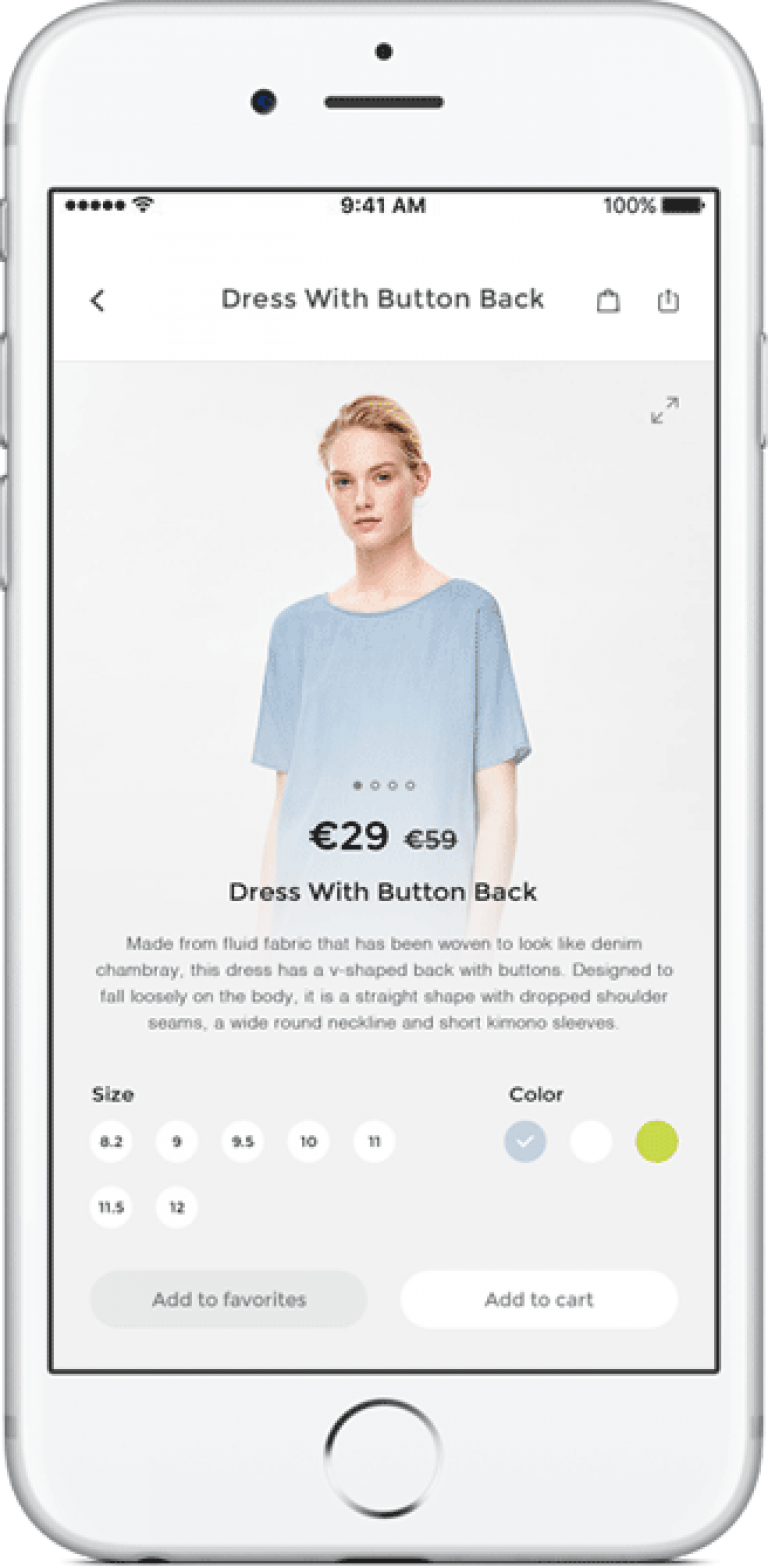 9:41 AM 100%
Dress With Button Back
€29 €59
Dress With Button Back
Made from fluid fabric that has been woven to look like denim
chambray, this dress has a v-shaped back with buttons. Designed to
fall loosely on the body, it is a straight shape with dropped shoulder
seams, a wide round neckline and short kimono sleeves.
Size Color
8.2 9 9.5 10 11
11.5 12
Add to favorites Add to cart